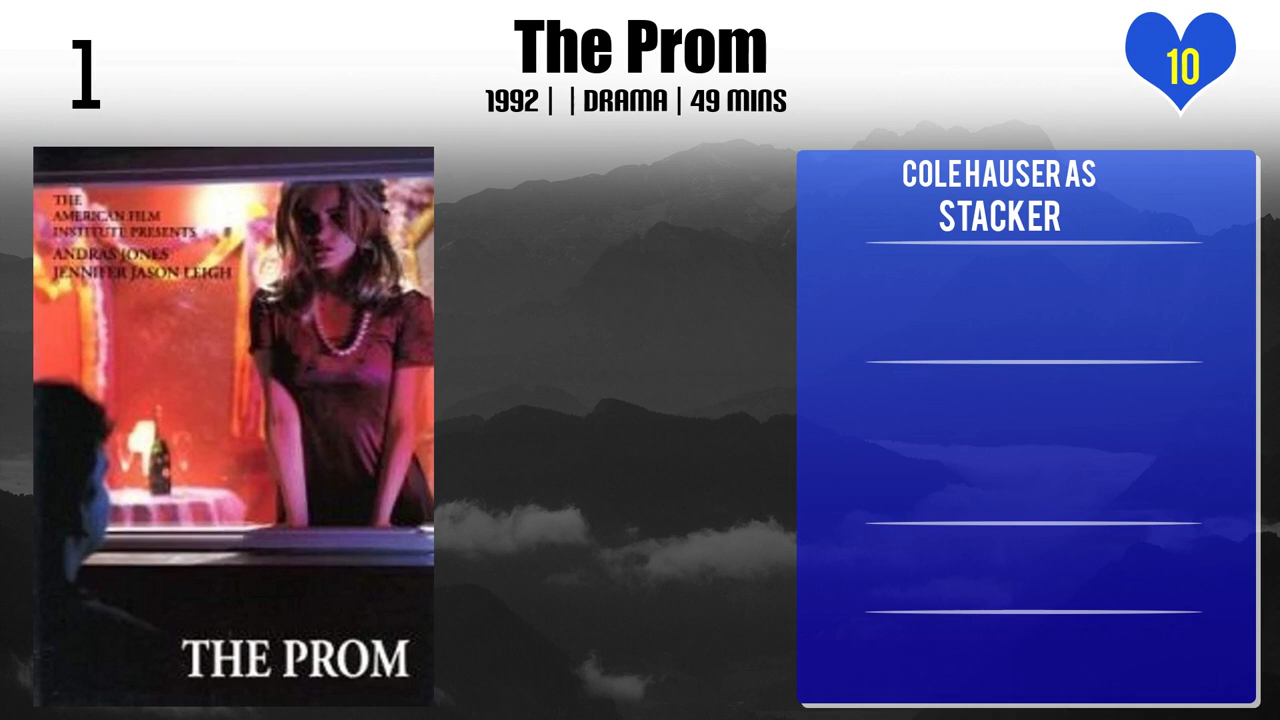 1
The Prom
1992 | | DRAMA | 49 MINS
10
THE
AMERICAN FILM
INSTITUTE PRESENTS
ANDRAS JONES
JENNIFER JASON LEIGH
THE PROM
COLE HAUSER AS
STACKER